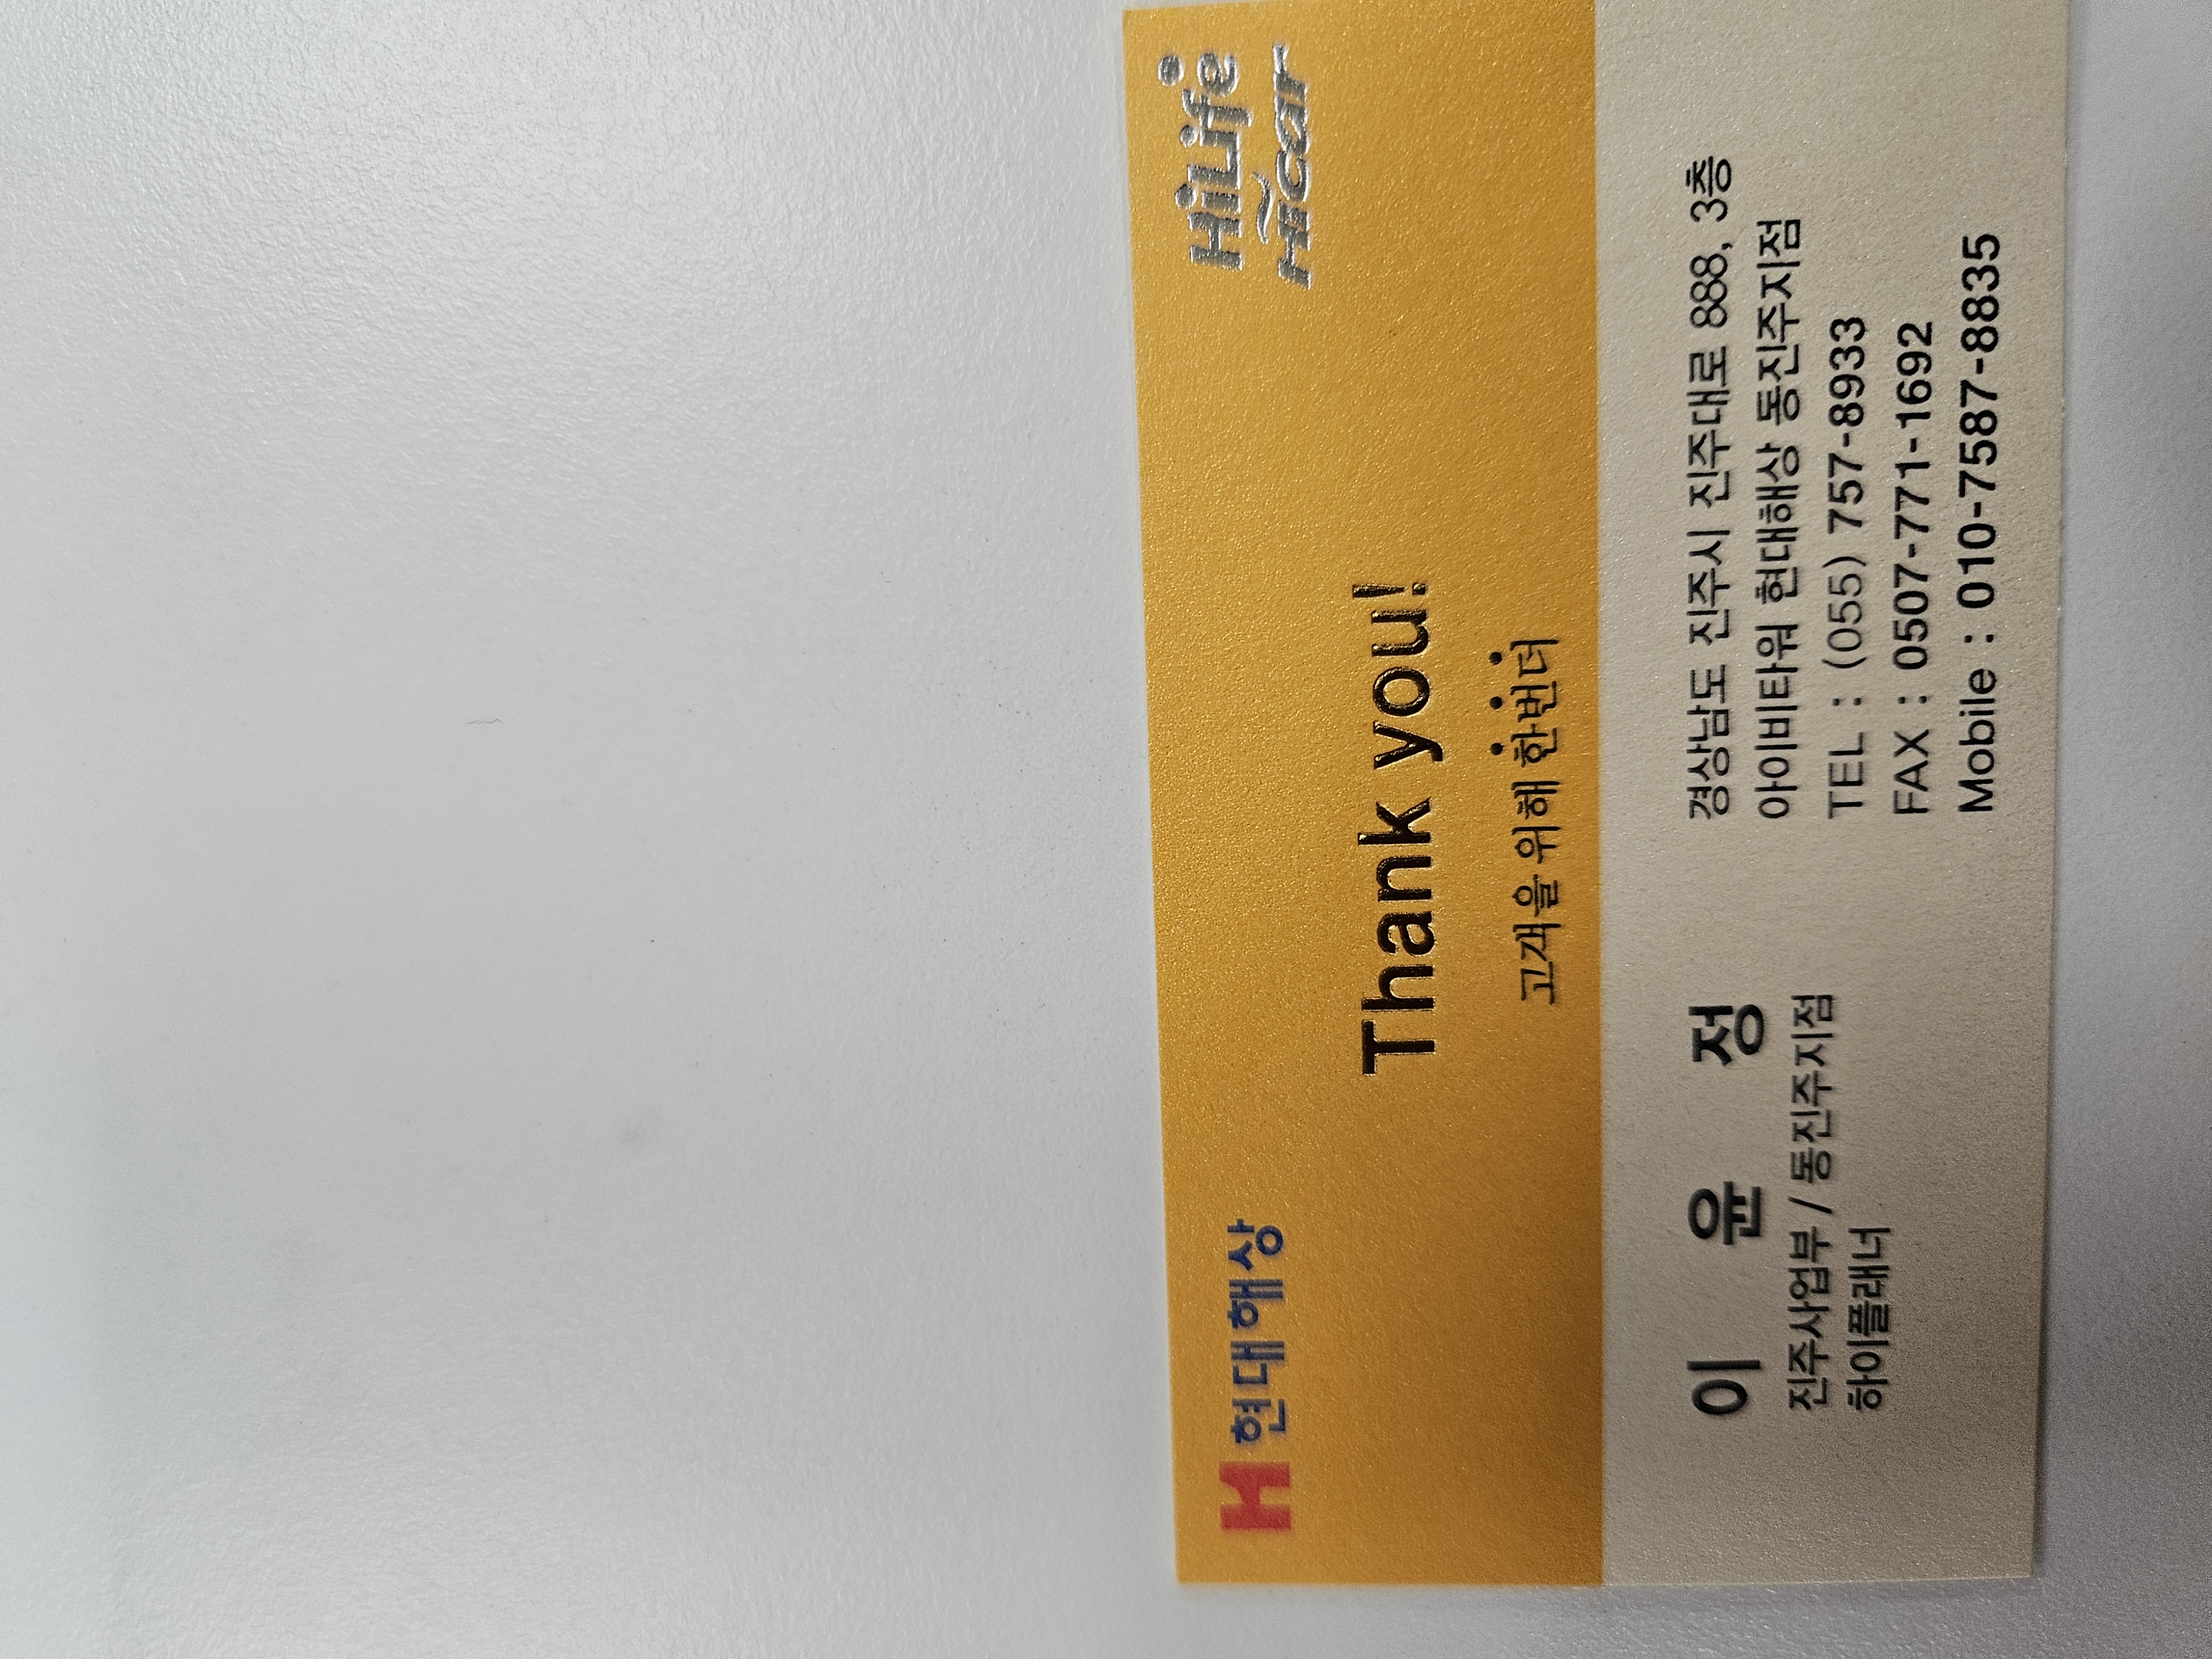 H 현대해상
HiLife
Hicar
Thank you!
고객을 위해 한번더
이 윤 정
진주사업부 / 동진주지점
하이플래너
경상남도 진주시 진주대로 888, 3층
아이비타워 현대해상 동진주지점
TEL : (055) 757-8933
FAX : 0507-771-1692
Mobile : 010-7587-8835